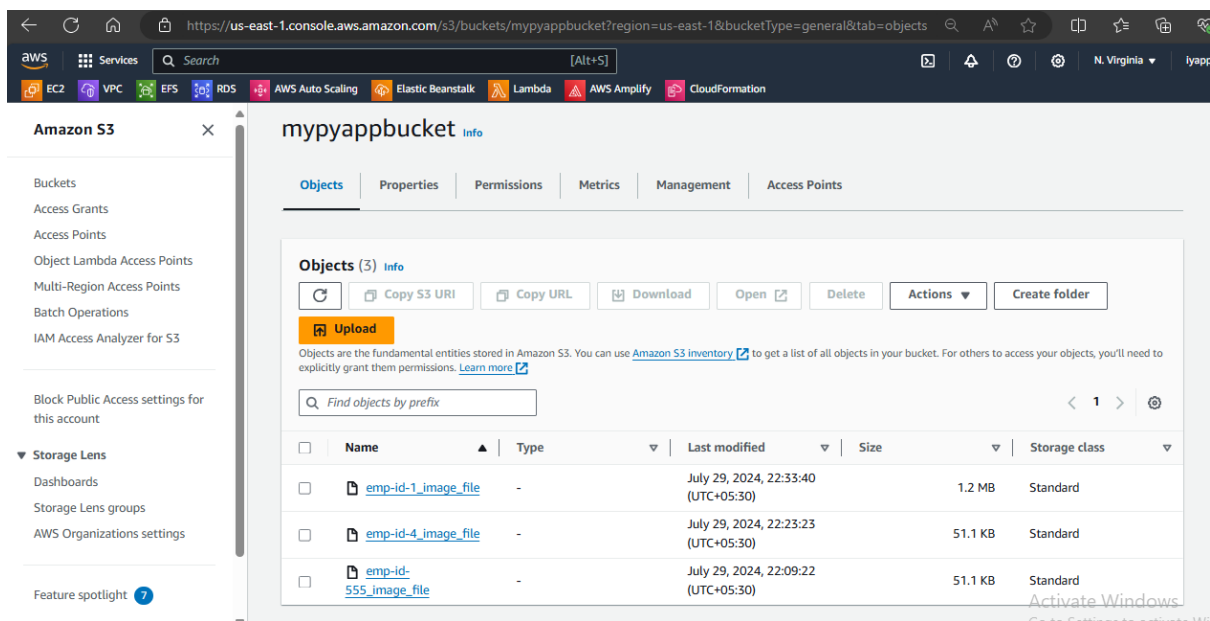 https://us-east-1.console.aws.amazon.com/s3/buckets/mypyappbucket?region=us-east-1&bucketType=general&tab=objects
aws Services Search [Alt+S] N. Virginia iyapp
EC2 VPC EFS RDS AWS Auto Scaling Elastic Beanstalk Lambda AWS Amplify CloudFormation
Amazon S3
Buckets
Access Grants
Access Points
Object Lambda Access Points
Multi-Region Access Points
Batch Operations
IAM Access Analyzer for S3
Block Public Access settings for
this account
Storage Lens
Dashboards
Storage Lens groups
AWS Organizations settings
Feature spotlight 7
mypyappbucket Info
Objects Properties Permissions Metrics Management Access Points
Objects (3) Info
Copy S3 URI Copy URL Download Open Delete Actions Create folder
Upload
Objects are the fundamental entities stored in Amazon S3. You can use Amazon S3 inventory to get a list of all objects in your bucket. For others to access your objects, you'll need to
explicitly grant them permissions. Learn more
Find objects by prefix 1
Name Type Last modified Size Storage class
emp-id-1_image_file - July 29, 2024, 22:33:40 1.2 MB Standard
(UTC+05:30)
emp-id-4_image_file - July 29, 2024, 22:23:23 51.1 KB Standard
(UTC+05:30)
emp-id- - July 29, 2024, 22:09:22 51.1 KB Standard
555_image_file (UTC+05:30)
Activate Windows